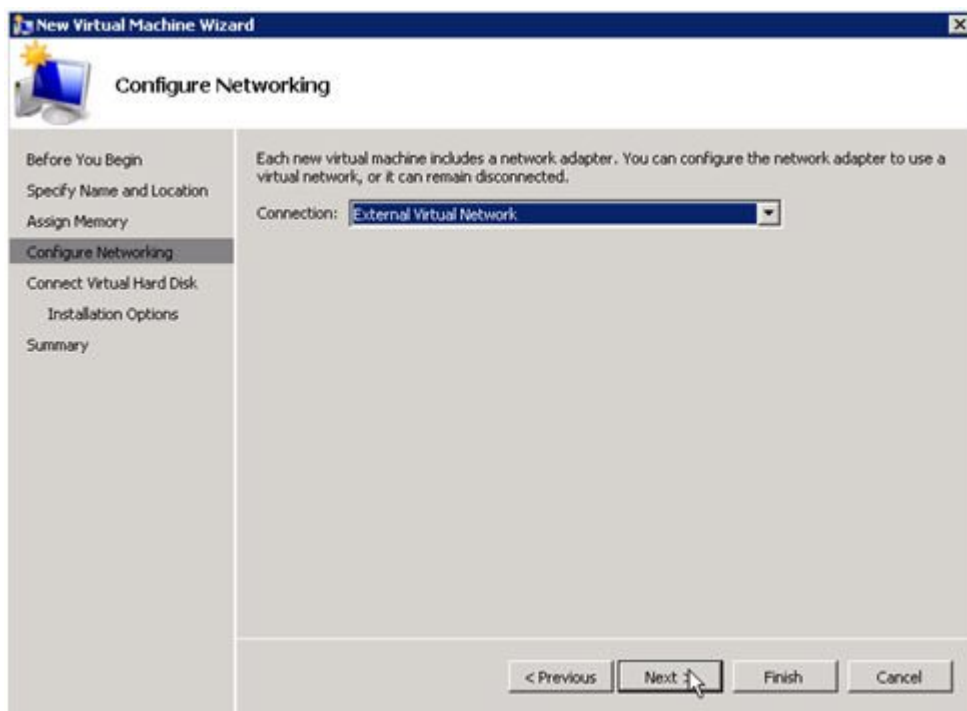 New Virtual Machine Wizard
Configure Networking
Before You Begin
Specify Name and Location
Assign Memory
Configure Networking
Connect Virtual Hard Disk
Installation Options
Summary
Each new virtual machine includes a network adapter. You can configure the network adapter to use a
virtual network, or it can remain disconnected.
Connection: External Virtual Network
< Previous Next > Finish Cancel